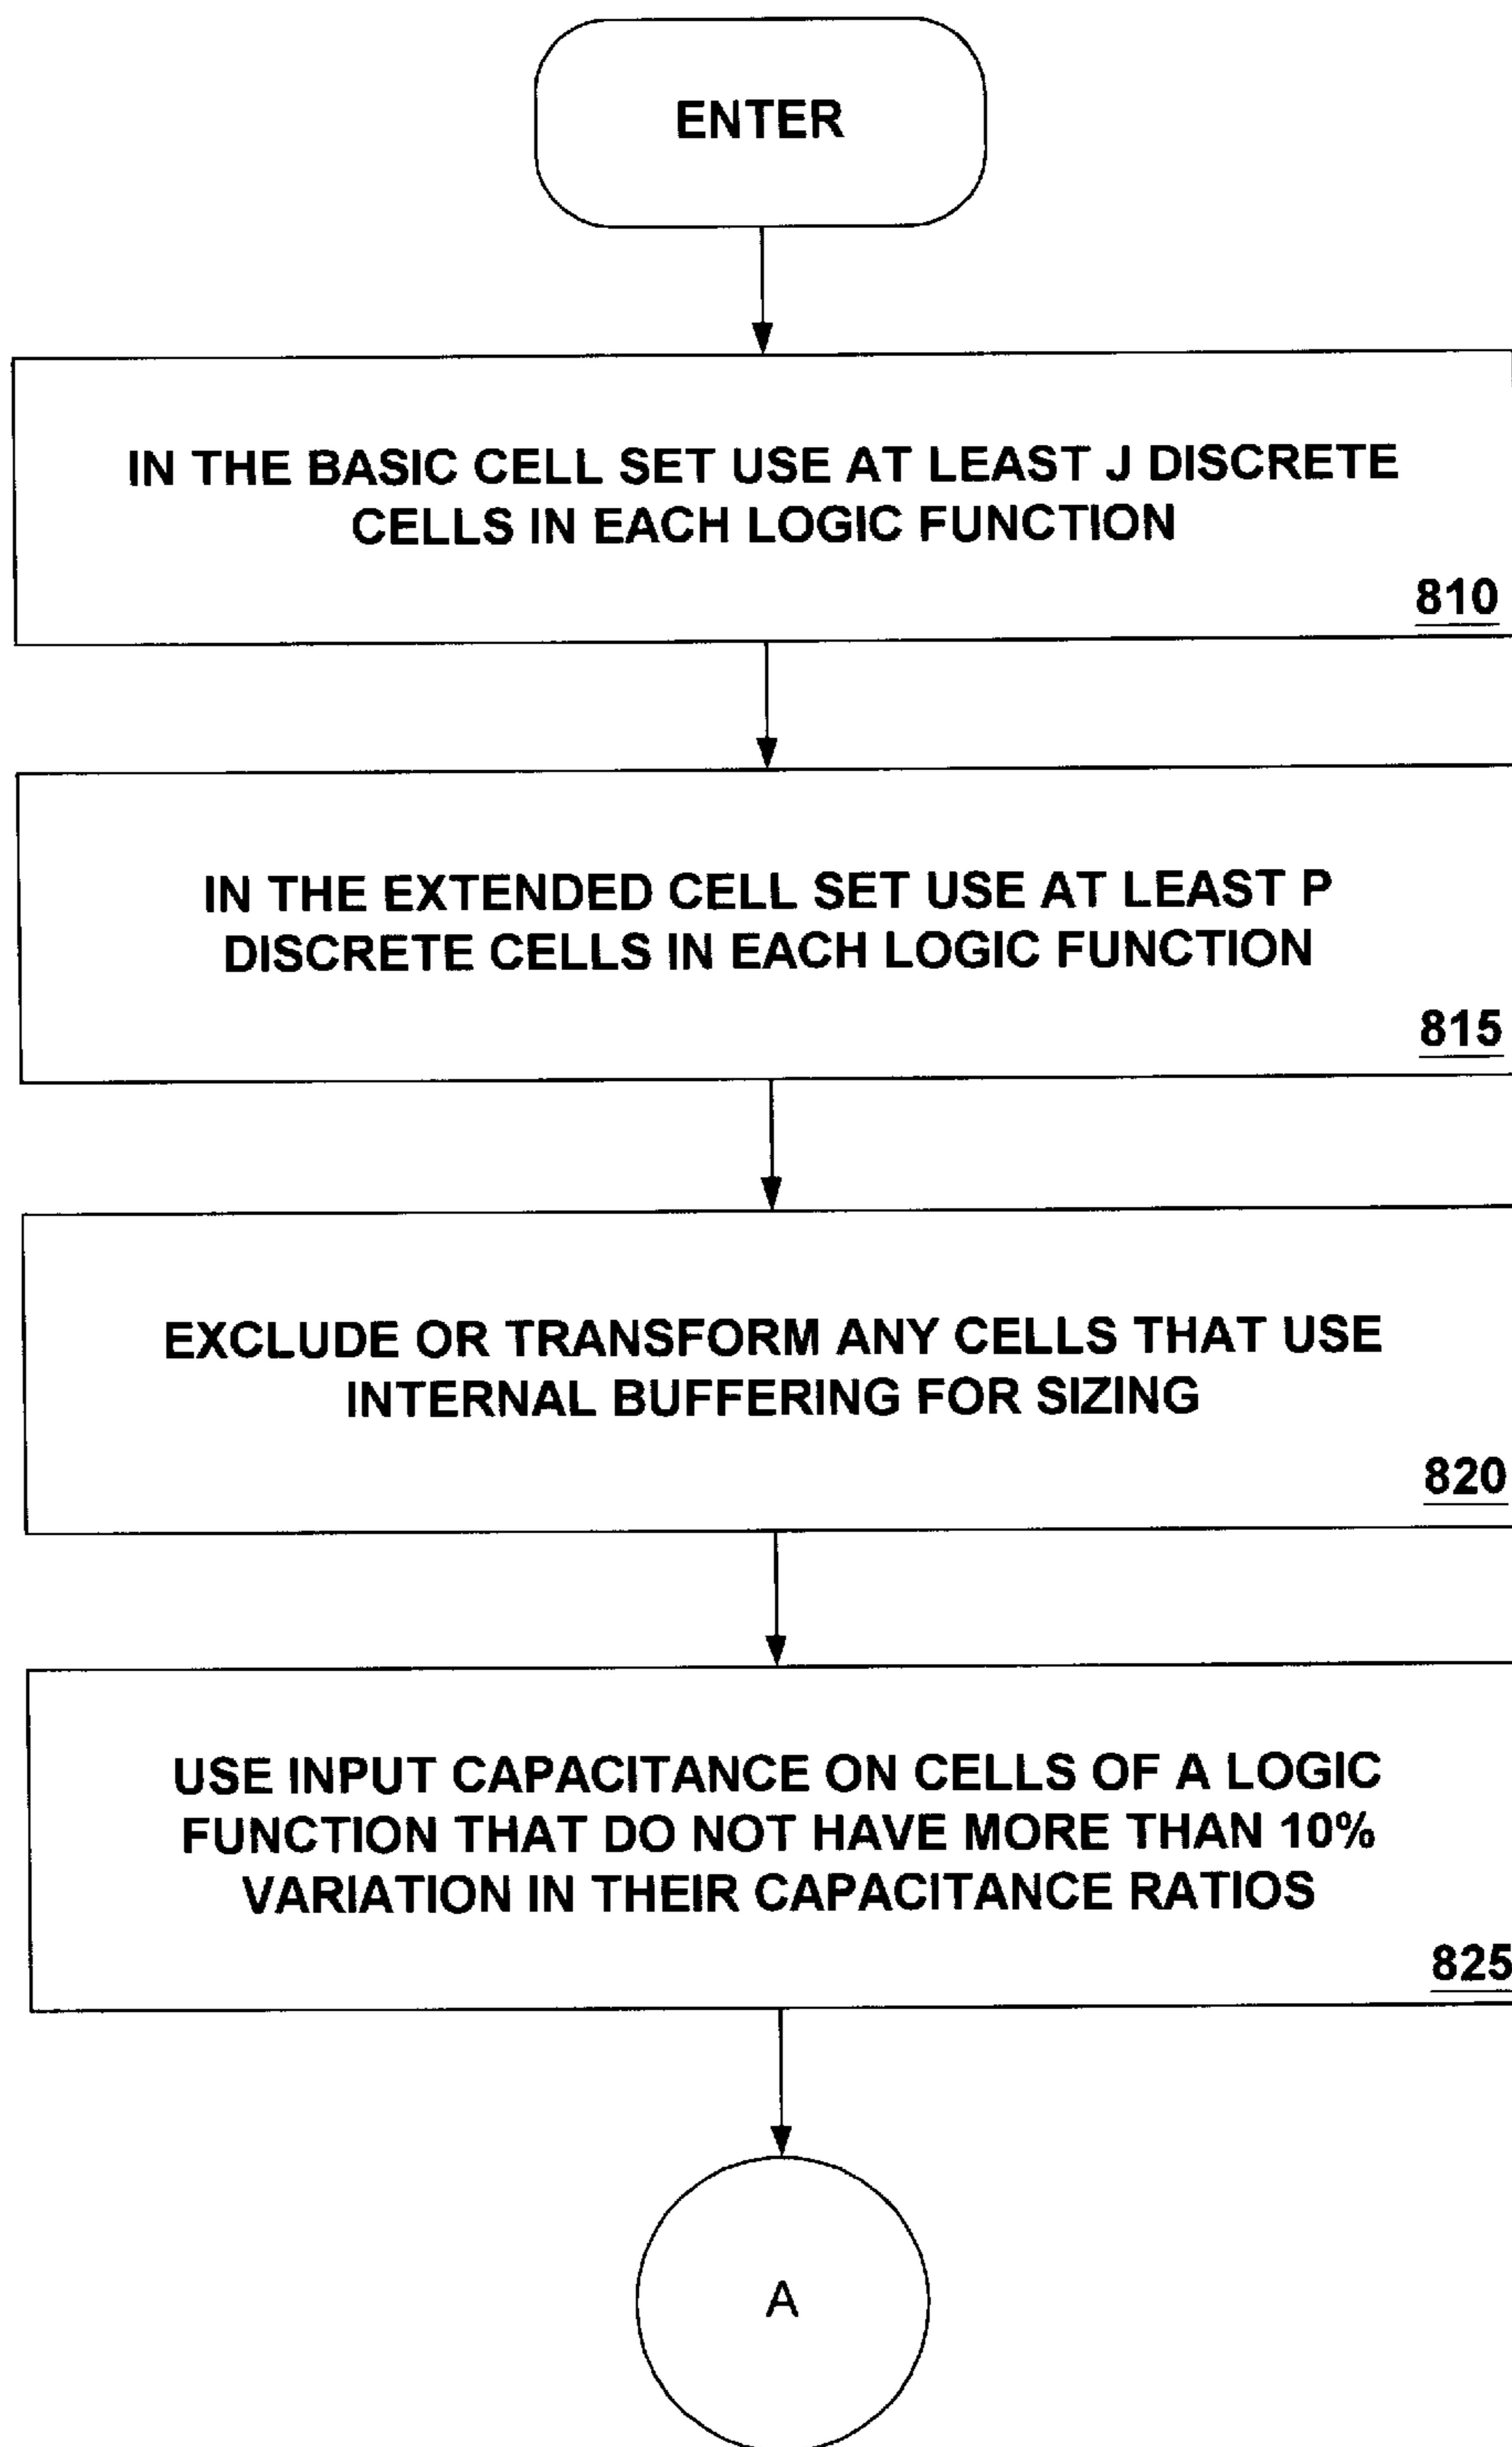 ENTER
IN THE BASIC CELL SET USE AT LEAST J DISCRETE
CELLS IN EACH LOGIC FUNCTION
810
IN THE EXTENDED CELL SET USE AT LEAST P
DISCRETE CELLS IN EACH LOGIC FUNCTION
815
EXCLUDE OR TRANSFORM ANY CELLS THAT USE
INTERNAL BUFFERING FOR SIZING
820
USE INPUT CAPACITANCE ON CELLS OF A LOGIC
FUNCTION THAT DO NOT HAVE MORE THAN 10%
VARIATION IN THEIR CAPACITANCE RATIOS
825
A